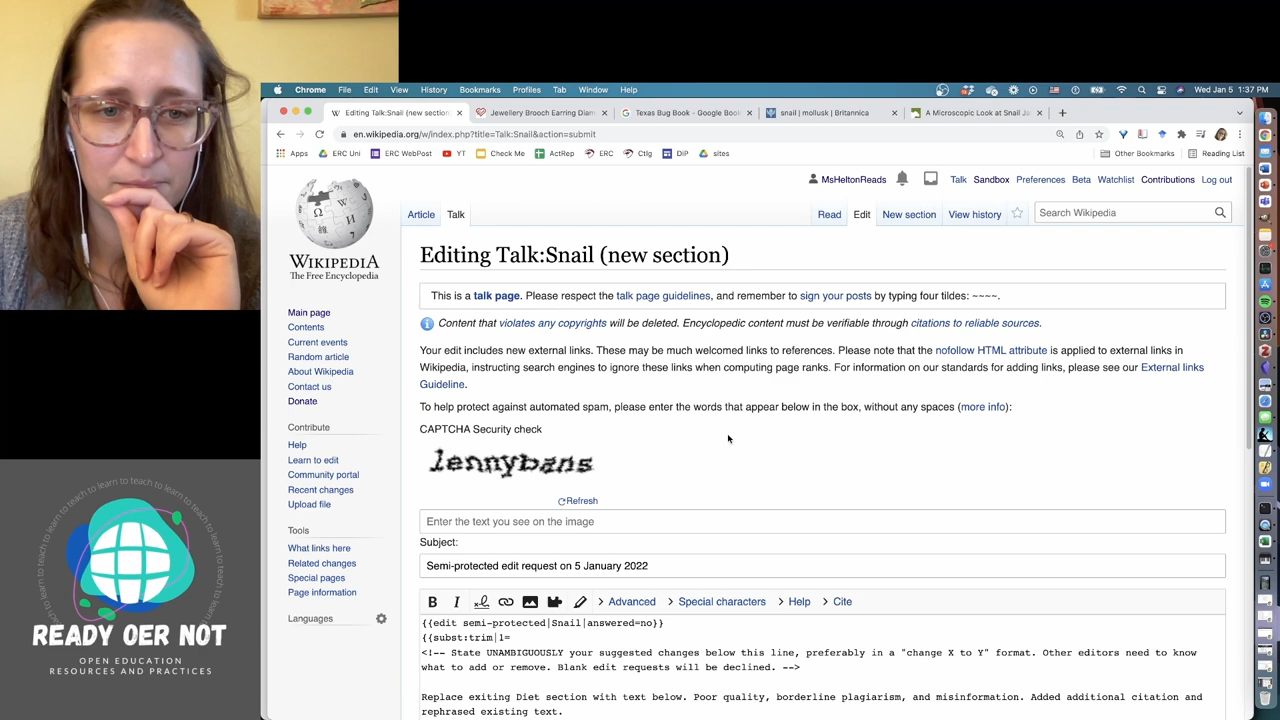 Chrome File Edit View History Bookmarks Profiles Tab Window Help
Wed Jan 5 1:37 PM
Editing Talk:Snail (new section
Jewellery Brooch Earring Diam
Texas Bug Book - Google Book
snail | mollusk | Britannica
A Microscopic Look at Snail Ja
en.wikipedia.org/w/index.php?title=Talk:Snail&action=submit
Apps ERC Uni ERC WebPost YT Check Me ActRep ERC Ctlg DiP sites Other Bookmarks Reading List
MsHeltonReads Talk Sandbox Preferences Beta Watchlist Contributions Log out
Article Talk Read Edit New section View history Search Wikipedia
WIKIPEDIA
The Free Encyclopedia
Main page
Contents
Current events
Random article
About Wikipedia
Contact us
Donate
Contribute
Help
Learn to edit
Community portal
Recent changes
Upload file
Tools
What links here
Related changes
Special pages
Page information
Languages
Editing Talk:Snail (new section)
This is a talk page. Please respect the talk page guidelines, and remember to sign your posts by typing four tildes: ~~~~.
Content that violates any copyrights will be deleted. Encyclopedic content must be verifiable through citations to reliable sources.
Your edit includes new external links. These may be much welcomed links to references. Please note that the nofollow HTML attribute is applied to external links in
Wikipedia, instructing search engines to ignore these links when computing page ranks. For information on our standards for adding links, please see our External links
Guideline.
To help protect against automated spam, please enter the words that appear below in the box, without any spaces (more info):
CAPTCHA Security check
lennybans
Refresh
Enter the text you see on the image
Subject:
Semi-protected edit request on 5 January 2022
B I Advanced Special characters Help Cite
{{edit semi-protected|Snail|answered=no}}
{{subst:trim|1=
<!-- State UNAMBIGUOUSLY your suggested changes below this line, preferably in a "change X to Y" format. Other editors need to know
what to add or remove. Blank edit requests will be declined. -->
Replace exiting Diet section with text below. Poor quality, borderline plagiarism, and misinformation. Added additional citation and
rephrased existing text.
to learn to teach to learn to teach to learn to teach to learn
READY OER NOT
OPEN EDUCATION
RESOURCES AND PRACTICES